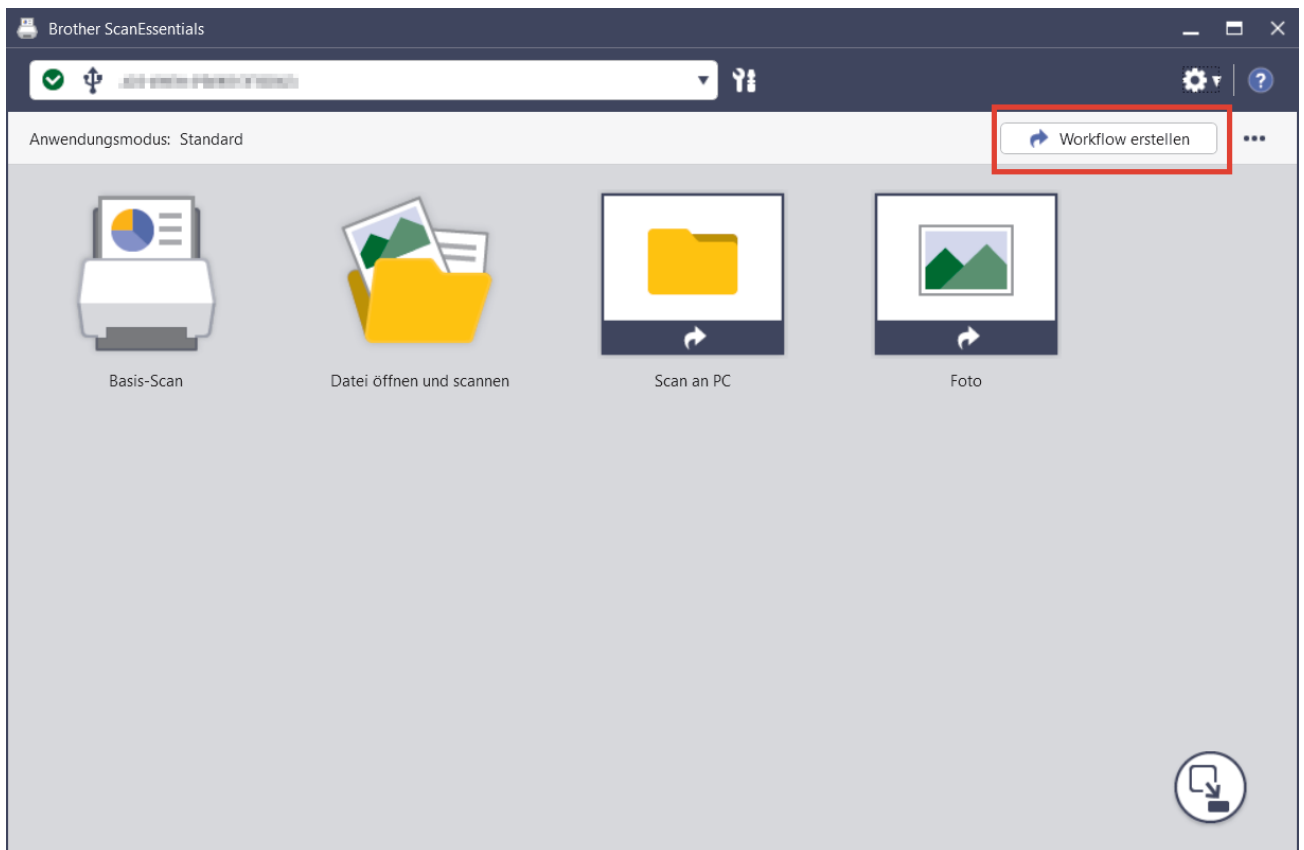 Brother ScanEssentials
Anwendungsmodus: Standard
Workflow erstellen
Basis-Scan
Datei öffnen und scannen
Scan an PC
Foto